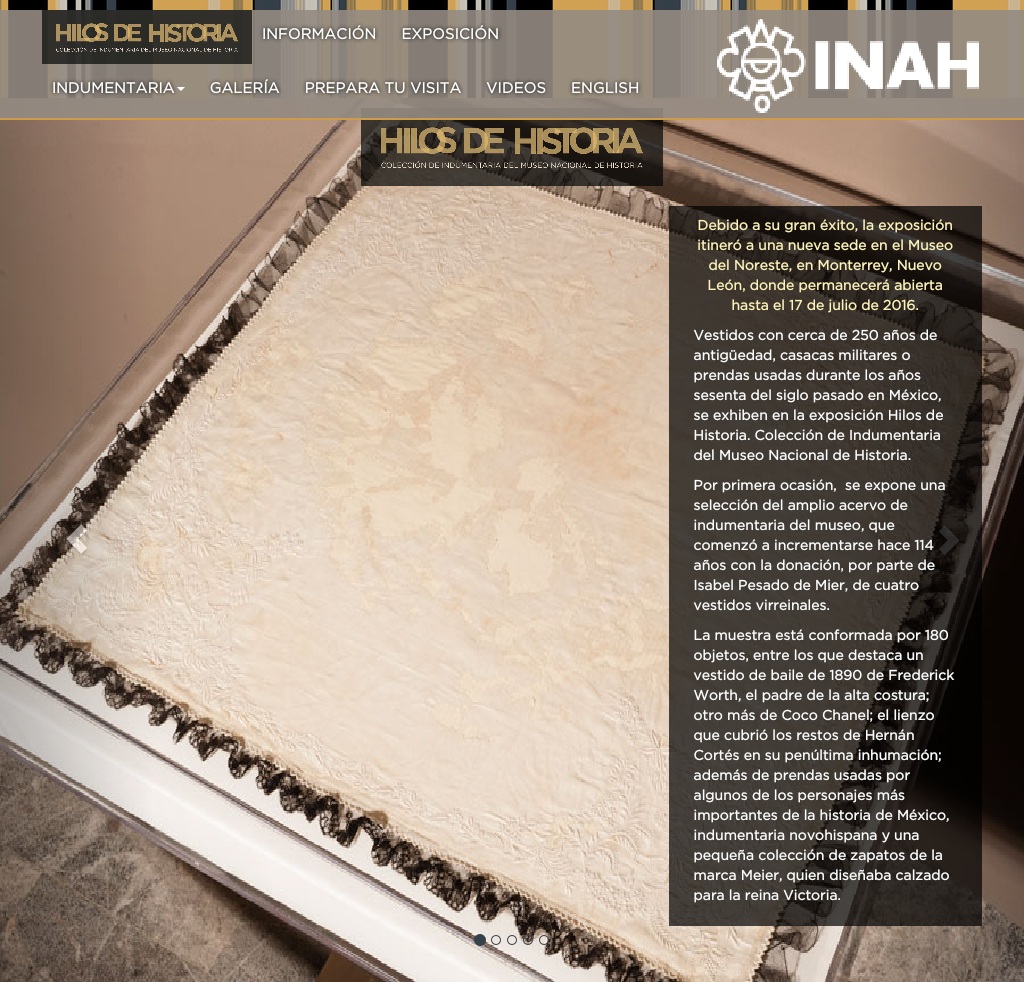 HILOS DE HISTORIA
COLECCIÓN DE INDUMENTARIA DEL MUSEO NACIONAL DE HISTORIA
INFORMACIÓN
EXPOSICIÓN
INDUMENTARIA
GALERÍA
PREPARA TU VISITA
VIDEOS
ENGLISH
INAH
HILOS DE HISTORIA
COLECCIÓN DE INDUMENTARIA DEL MUSEO NACIONAL DE HISTORIA
Debido a su gran éxito, la exposición
itineró a una nueva sede en el Museo
del Noreste, en Monterrey, Nuevo
León, donde permanecerá abierta
hasta el 17 de julio de 2016.
Vestidos con cerca de 250 años de
antigüedad, casacas militares o
prendas usadas durante los años
sesenta del siglo pasado en México,
se exhiben en la exposición Hilos de
Historia. Colección de Indumentaria
del Museo Nacional de Historia.
Por primera ocasión,  se expone una
selección del amplio acervo de
indumentaria del museo, que
comenzó a incrementarse hace 114
años con la donación, por parte de
Isabel Pesado de Mier, de cuatro
vestidos virreinales.
La muestra está conformada por 180
objetos, entre los que destaca un
vestido de baile de 1890 de Frederick
Worth, el padre de la alta costura;
otro más de Coco Chanel; el lienzo
que cubrió los restos de Hernán
Cortés en su penúltima inhumación;
además de prendas usadas por
algunos de los personajes más
importantes de la historia de México,
indumentaria novohispana y una
pequeña colección de zapatos de la
marca Meier, quien diseñaba calzado
para la reina Victoria.